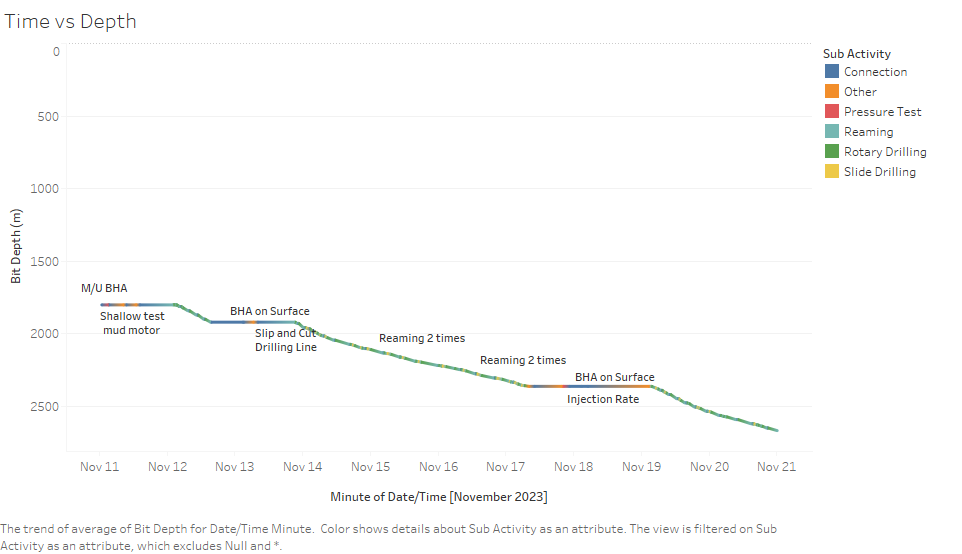 Time vs Depth
Sub Activity
Connection
Other
Pressure Test
Reaming
Rotary Drilling
Slide Drilling
Bit Depth (m)
0
500
1000
1500
2000
2500
M/U BHA
Shallow test
mud motor
BHA on Surface
Slip and Cut
Drilling Line
Reaming 2 times
Reaming 2 times
BHA on Surface
Injection Rate
Nov 11
Nov 12
Nov 13
Nov 14
Nov 15
Nov 16
Nov 17
Nov 18
Nov 19
Nov 20
Nov 21
Minute of Date/Time [November 2023]
The trend of average of Bit Depth for Date/Time Minute. Color shows details about Sub Activity as an attribute. The view is filtered on Sub
Activity as an attribute, which excludes Null and *.